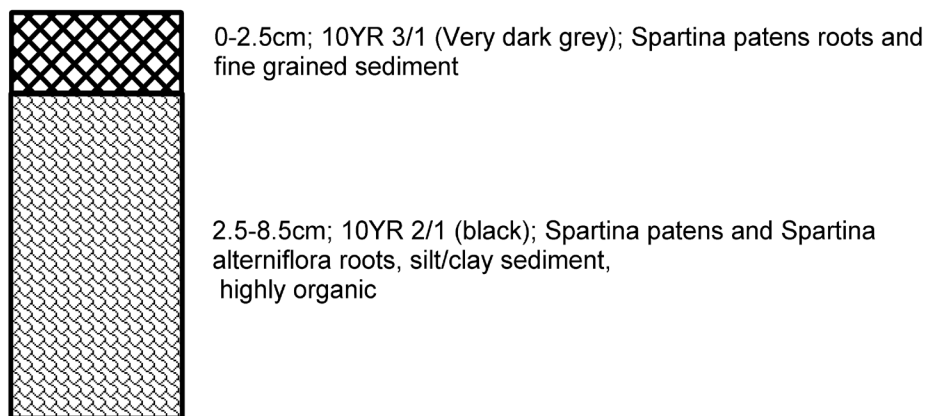 0-2.5cm; 10YR 3/1 (Very dark grey); Spartina patens roots and
fine grained sediment
2.5-8.5cm; 10YR 2/1 (black); Spartina patens and Spartina
alterniflora roots, silt/clay sediment,
highly organic